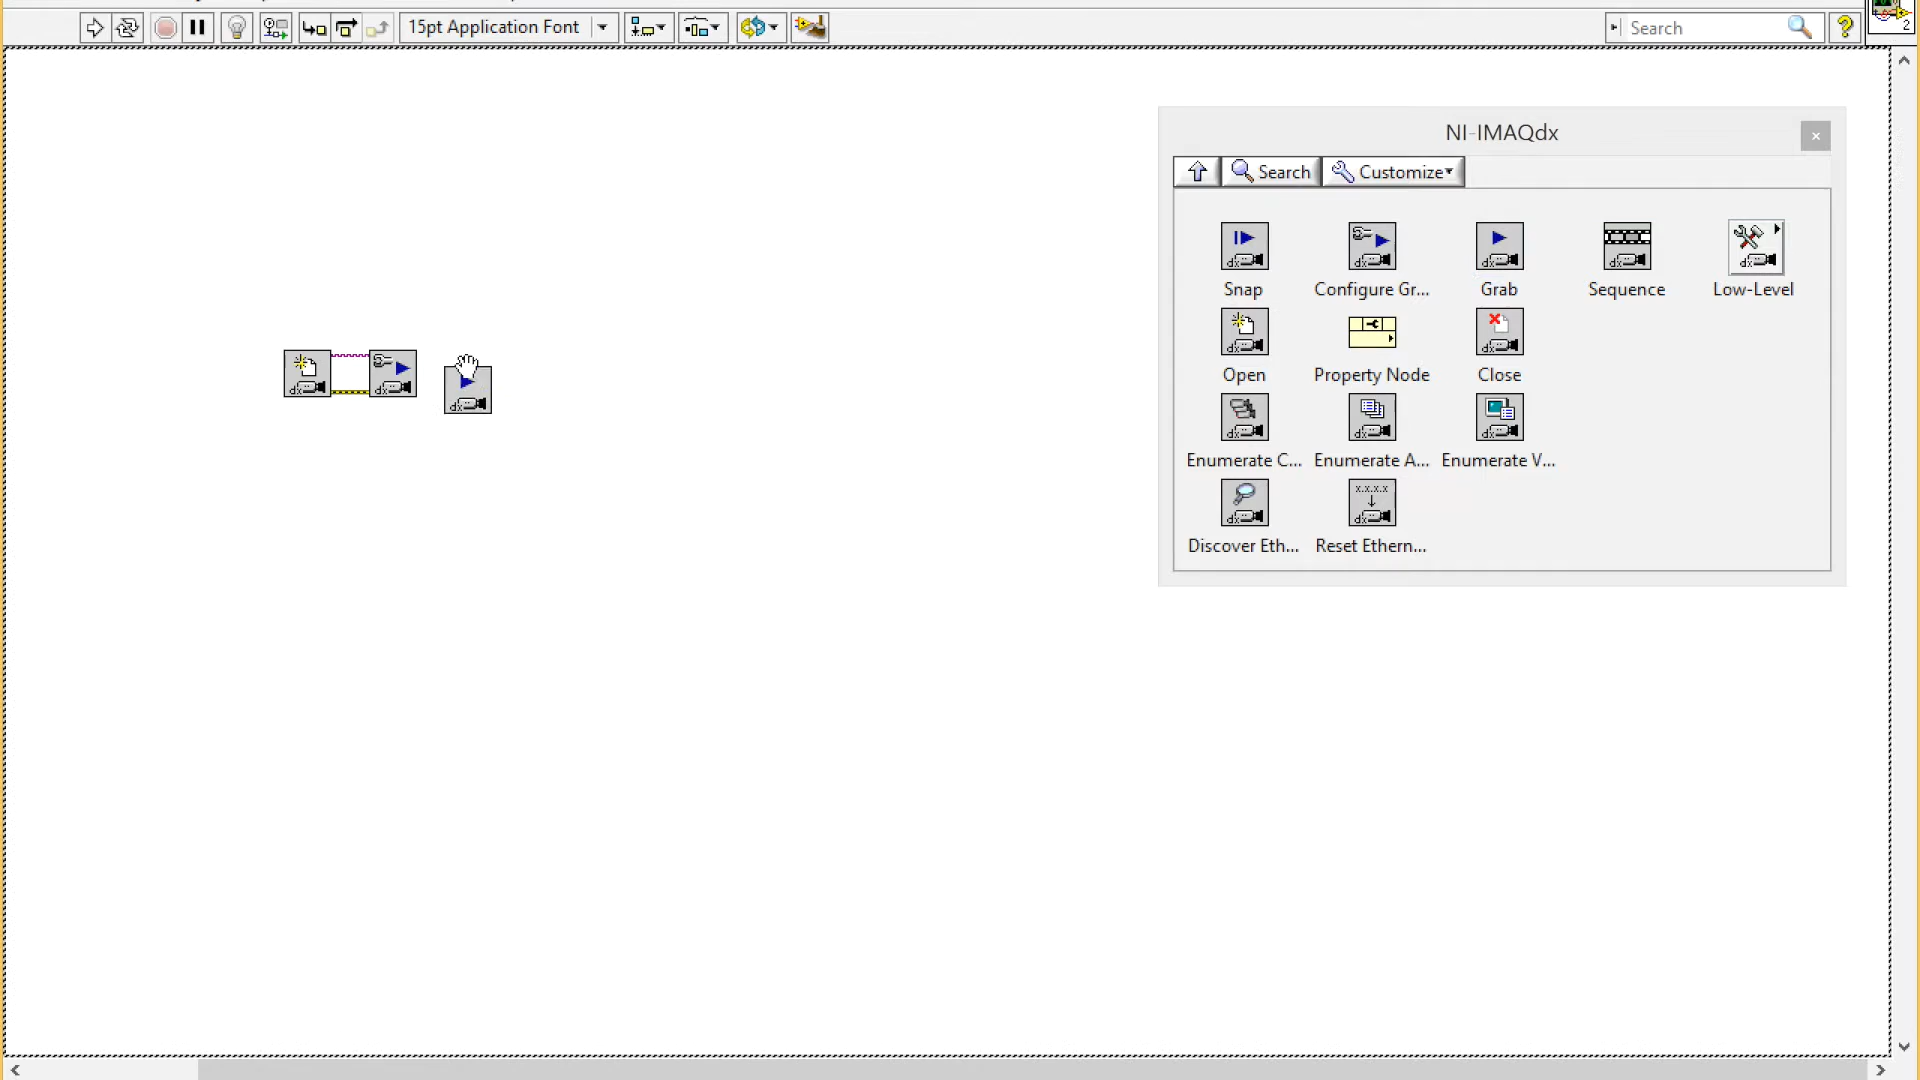 15pt Application Font
Search
?
2
NI-IMAQdx
Search Customize
Snap Configure Gr... Grab Sequence Low-Level
Open Property Node Close
Enumerate C... Enumerate A... Enumerate V...
x.x.x.x
Discover Eth... Reset Ethern...